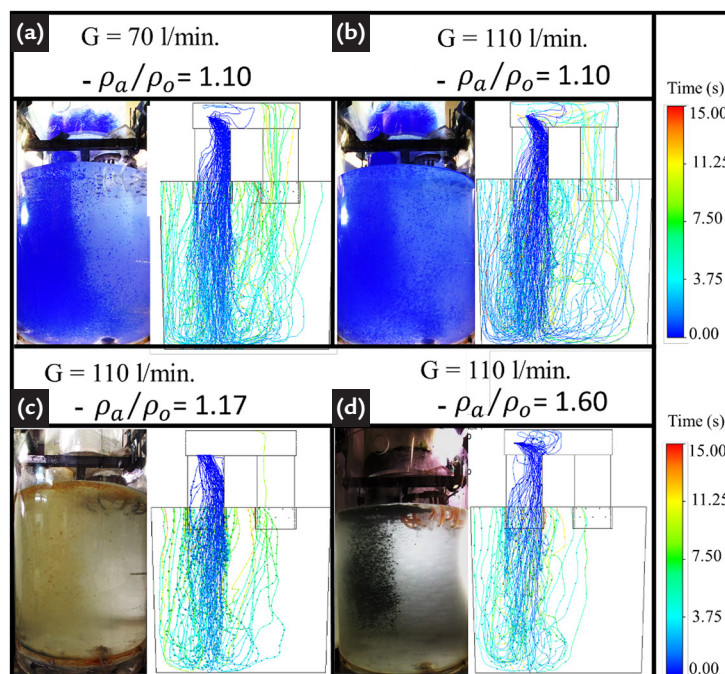 (a)
G = 70 l/min.
- ρₐ/ρₒ= 1.10
(b)
G = 110 l/min.
- ρₐ/ρₒ= 1.10
Time (s)
15.00
11.25
7.50
3.75
0.00
(c)
G = 110 l/min.
- ρₐ/ρₒ= 1.17
(d)
G = 110 l/min.
- ρₐ/ρₒ= 1.60
Time (s)
15.00
11.25
7.50
3.75
0.00